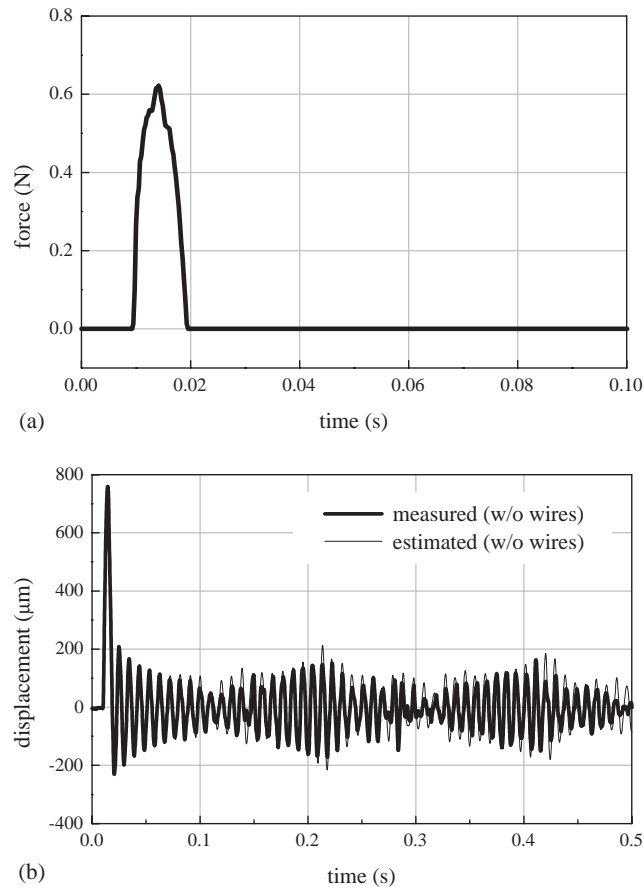 0.8
0.6
0.4
0.2
0.0
force (N)
0.00 0.02 0.04 0.06 0.08 0.10
time (s)
(a)
800
600
400
200
0
-200
-400
displacement (μm)
measured (w/o wires)
estimated (w/o wires)
0.0 0.1 0.2 0.3 0.4 0.5
time (s)
(b)